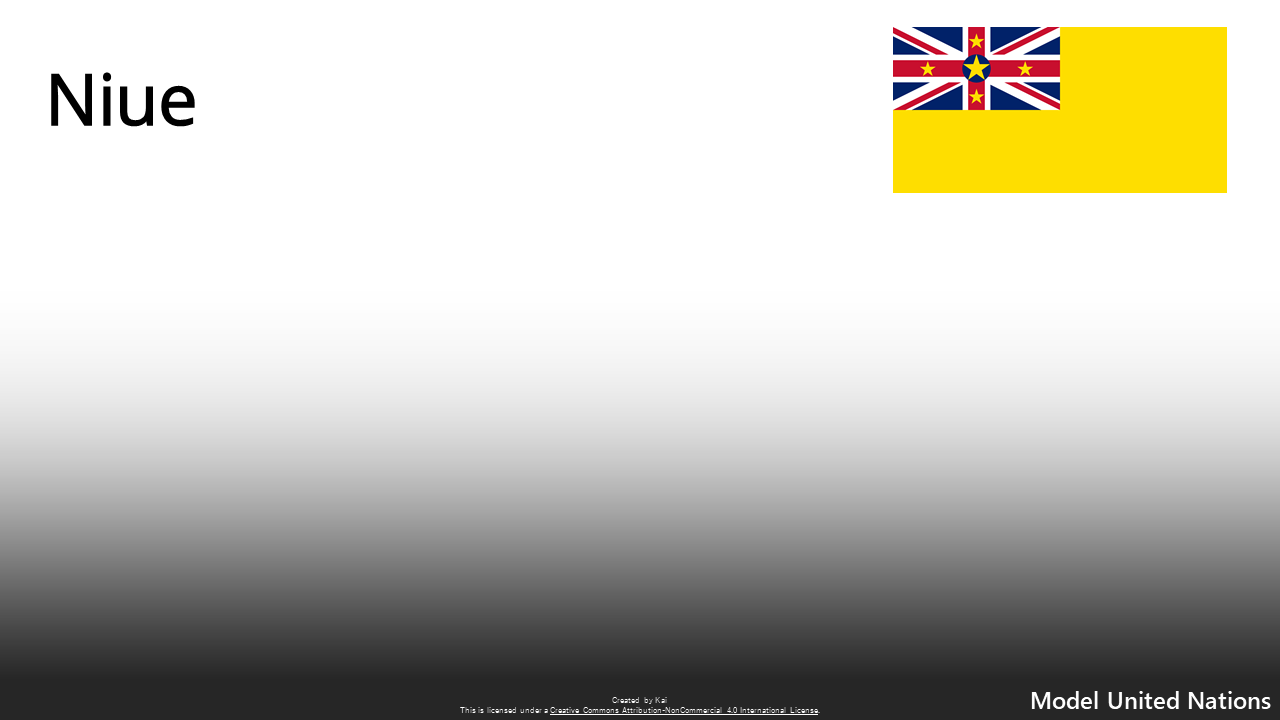 Niue
Created by Kai
This is licensed under a Creative Commons Attribution-NonCommercial 4.0 International License.
Model United Nations